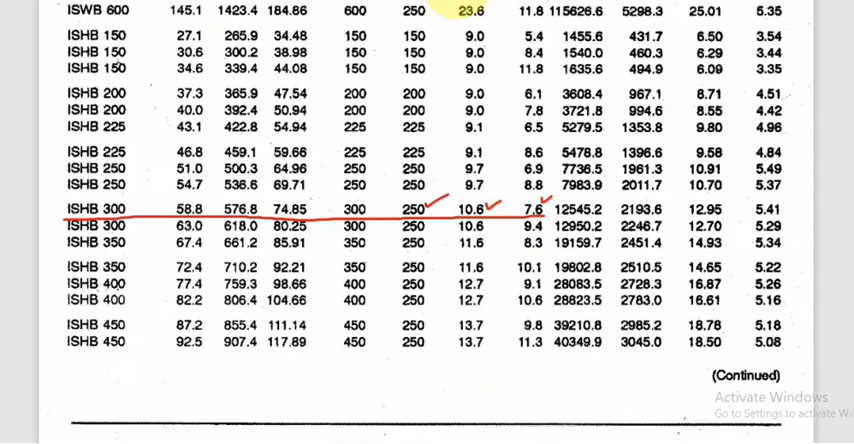 ISWB 600 145.1 1423.4 184.86 600 250 23.6 11.8 115626.6 5298.3 25.01 5.35
ISHB 150 27.1 265.9 34.48 150 150 9.0 5.4 1455.6 431.7 6.50 3.54
ISHB 150 30.6 300.2 38.98 150 150 9.0 8.4 1540.0 460.3 6.29 3.44
ISHB 150 34.6 339.4 44.08 150 150 9.0 11.8 1635.6 494.9 6.09 3.35
ISHB 200 37.3 365.9 47.54 200 200 9.0 6.1 3608.4 967.1 8.71 4.51
ISHB 200 40.0 392.4 50.94 200 200 9.0 7.8 3721.8 994.6 8.55 4.42
ISHB 225 43.1 422.8 54.94 225 225 9.1 6.5 5279.5 1353.8 9.80 4.96
ISHB 225 46.8 459.1 59.66 225 225 9.1 8.6 5478.8 1396.6 9.58 4.84
ISHB 250 51.0 500.3 64.96 250 250 9.7 6.9 7736.5 1961.3 10.91 5.49
ISHB 250 54.7 536.6 69.71 250 250 9.7 8.8 7983.9 2011.7 10.70 5.37
ISHB 300 58.8 576.8 74.85 300 250 10.6 7.6 12545.2 2193.6 12.95 5.41
ISHB 300 63.0 618.0 80.25 300 250 10.6 9.4 12950.2 2246.7 12.70 5.29
ISHB 350 67.4 661.2 85.91 350 250 11.6 8.3 19159.7 2451.4 14.93 5.34
ISHB 350 72.4 710.2 92.21 350 250 11.6 10.1 19802.8 2510.5 14.65 5.22
ISHB 400 77.4 759.3 98.66 400 250 12.7 9.1 28083.5 2728.3 16.87 5.26
ISHB 400 82.2 806.4 104.66 400 250 12.7 10.6 28823.5 2783.0 16.61 5.16
ISHB 450 87.2 855.4 111.14 450 250 13.7 9.8 39210.8 2985.2 18.78 5.18
ISHB 450 92.5 907.4 117.89 450 250 13.7 11.3 40349.9 3045.0 18.50 5.08
(Continued)
Activate Windows
Go to Settings to activate Wi